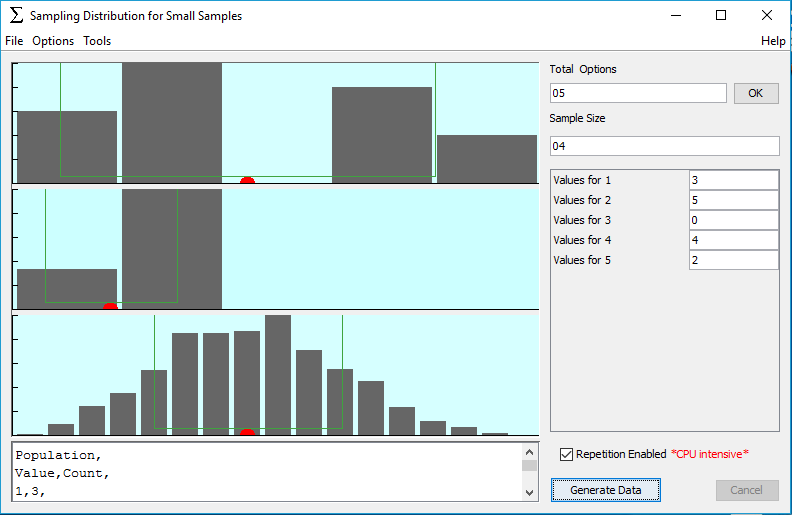 Σ Sampling Distribution for Small Samples
File Options Tools Help
Total Options
05 OK
Sample Size
04
Values for 1 3
Values for 2 5
Values for 3 0
Values for 4 4
Values for 5 2
Population,
Value,Count,
1,3,
Repetition Enabled *CPU intensive*
Generate Data Cancel